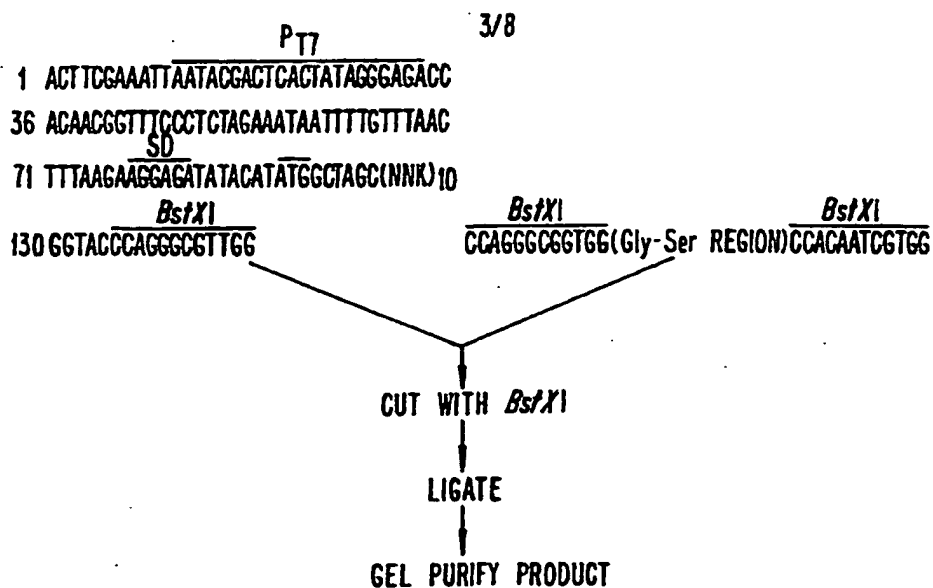 3/8
PT7
1 ACTTCGAAATTAATACGACTCACTATAGGGAGACC
36 ACAACGGTTTCCCTCTAGAAATAATTTTGTTTAAC
SD
71 TTTAAGAAGGAGATATACATATGGCTAGC(NNK)10
BstXI BstXI BstXI
130 GGTACCCAGGGCGTTGG CCAGGGCGGTGG(Gly-Ser REGION)CCACAATCGTGG
CUT WITH BstXI
LIGATE
GEL PURIFY PRODUCT